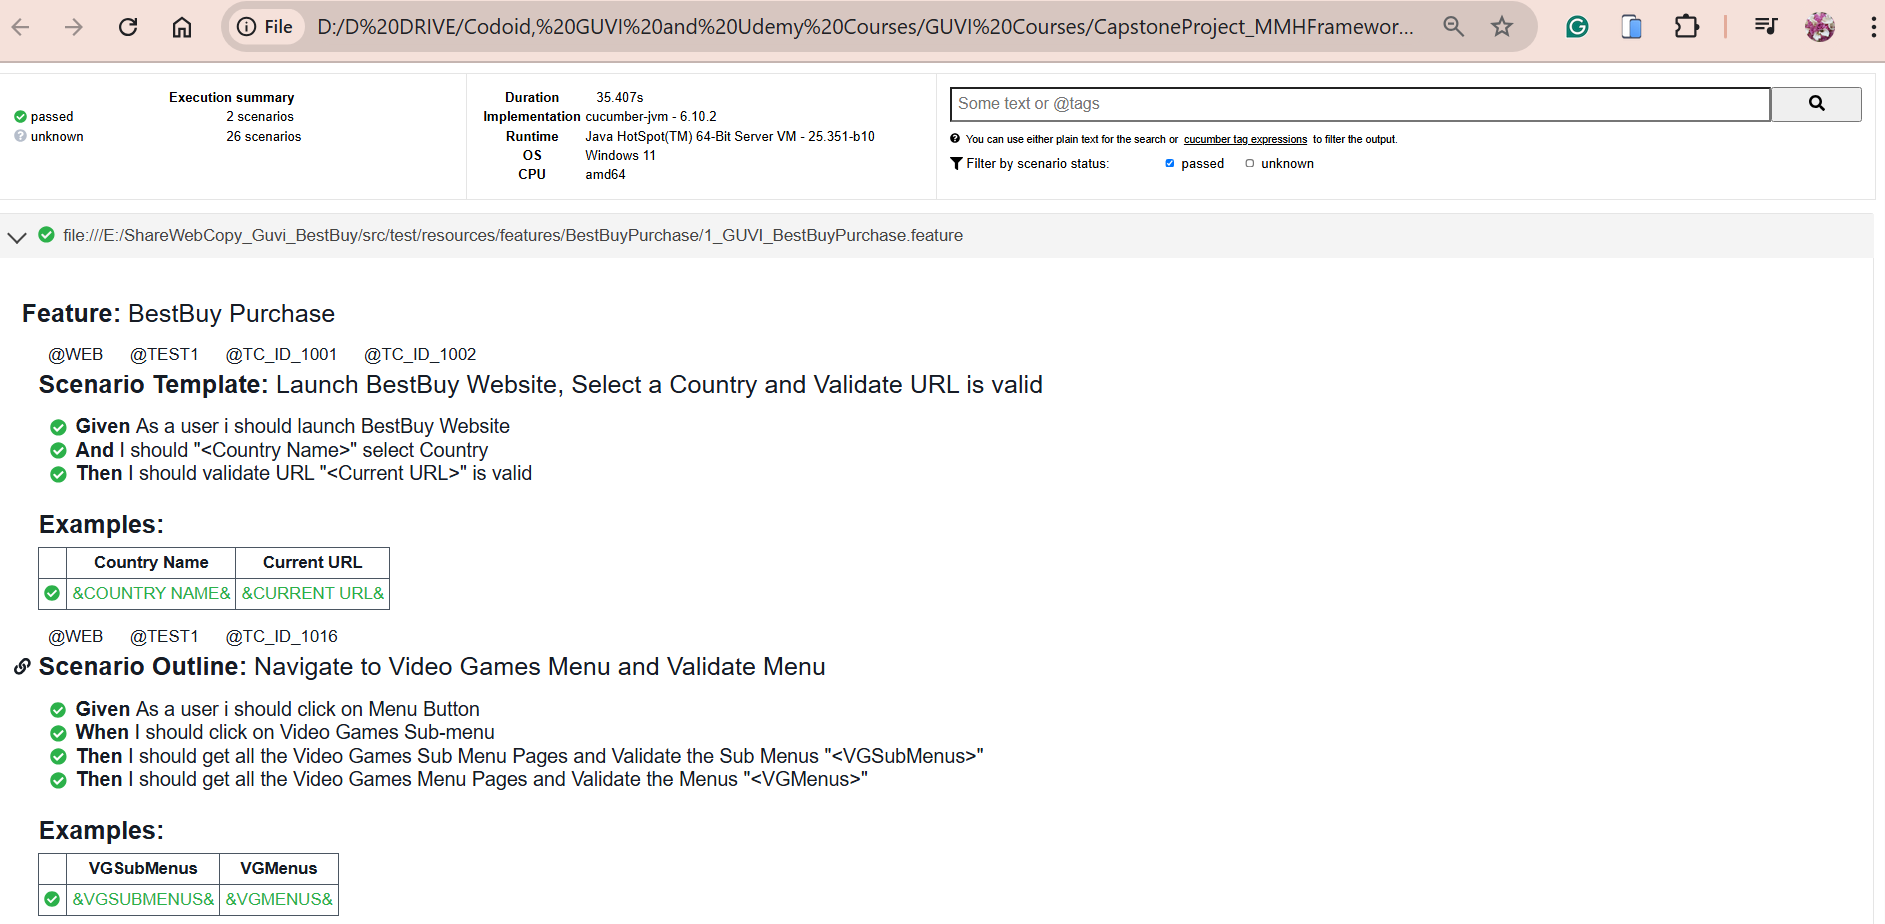 File
D:/D%20DRIVE/Codoid,%20GUVI%20and%20Udemy%20Courses/GUVI%20Courses/CapstoneProject_MMHFramewor...
Execution summary
passed 2 scenarios
unknown 26 scenarios
Duration 35.407s
Implementation cucumber-jvm - 6.10.2
Runtime Java HotSpot(TM) 64-Bit Server VM - 25.351-b10
OS Windows 11
CPU amd64
Some text or @tags
You can use either plain text for the search or cucumber tag expressions to filter the output.
Filter by scenario status: passed unknown
file:///E:/ShareWebCopy_Guvi_BestBuy/src/test/resources/features/BestBuyPurchase/1_GUVI_BestBuyPurchase.feature
Feature: BestBuy Purchase
@WEB @TEST1 @TC_ID_1001 @TC_ID_1002
Scenario Template: Launch BestBuy Website, Select a Country and Validate URL is valid
Given As a user i should launch BestBuy Website
And I should "<Country Name>" select Country
Then I should validate URL "<Current URL>" is valid
Examples:
Country Name Current URL
&COUNTRY NAME& &CURRENT URL&
@WEB @TEST1 @TC_ID_1016
Scenario Outline: Navigate to Video Games Menu and Validate Menu
Given As a user i should click on Menu Button
When I should click on Video Games Sub-menu
Then I should get all the Video Games Sub Menu Pages and Validate the Sub Menus "<VGSubMenus>"
Then I should get all the Video Games Menu Pages and Validate the Menus "<VGMenus>"
Examples:
VGSubMenus VGMenus
&VGSUBMENUS& &VGMENUS&